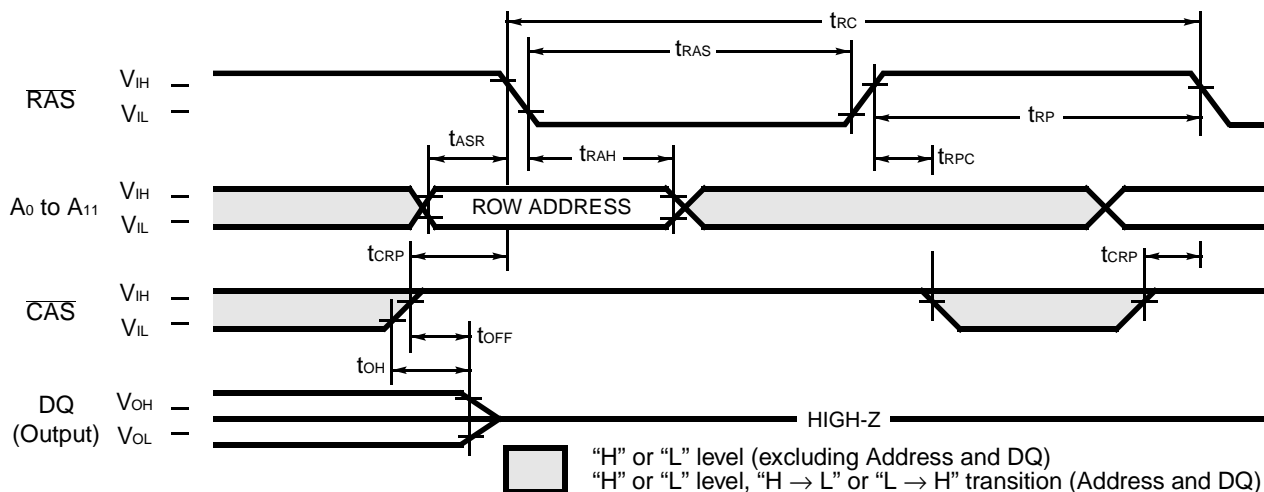 tRC
tRAS
RAS
VIH
VIL
tRP
tASR
tRAH
tRPC
A0 to A11
VIH
VIL
ROW ADDRESS
tCRP
tCRP
CAS
VIH
VIL
tOFF
tOH
DQ
(Output)
VOH
VOL
HIGH-Z
“H” or “L” level (excluding Address and DQ)
“H” or “L” level, “H → L” or “L → H” transition (Address and DQ)